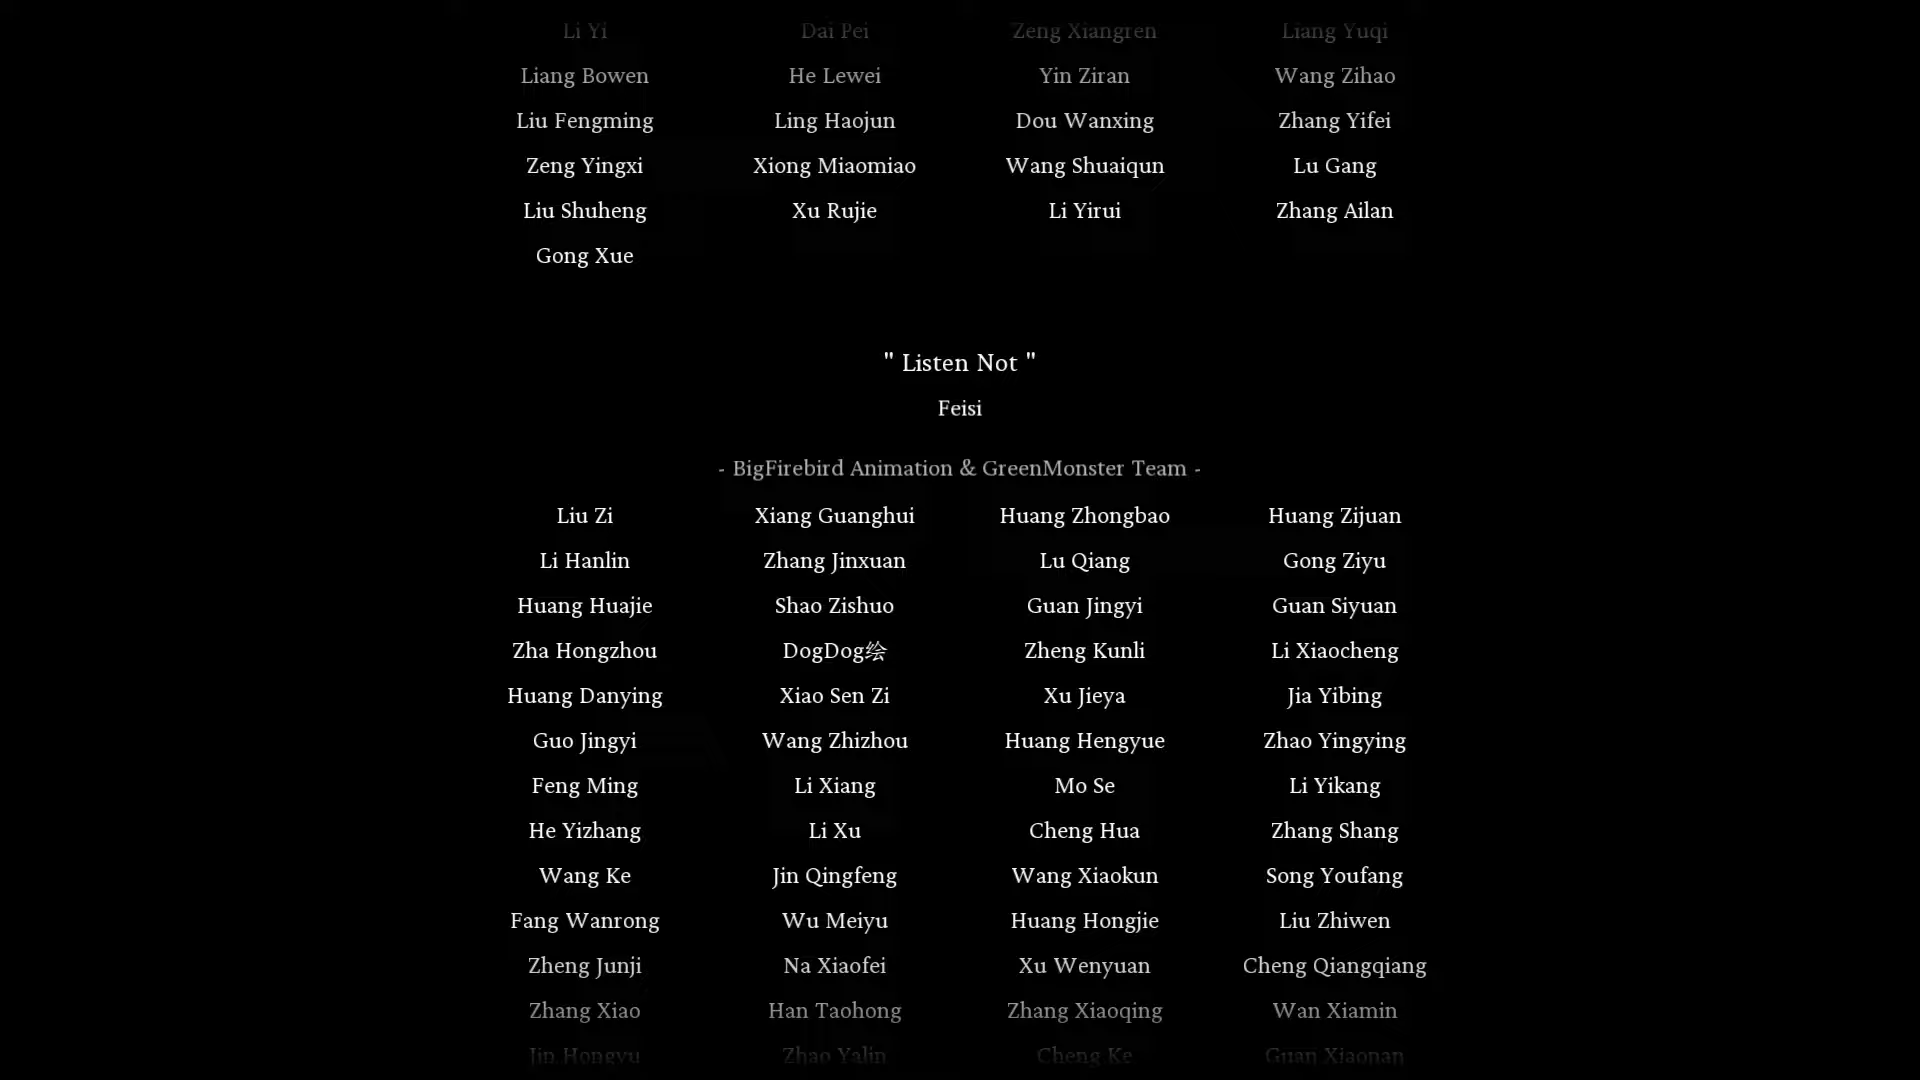 Li Yi Dai Pei Zeng Xiangren Liang Yuqi
Liang Bowen He Lewei Yin Ziran Wang Zihao
Liu Fengming Ling Haojun Dou Wanxing Zhang Yifei
Zeng Yingxi Xiong Miaomiao Wang Shuaiqun Lu Gang
Liu Shuheng Xu Rujie Li Yirui Zhang Ailan
Gong Xue
" Listen Not "
Feisi
- BigFirebird Animation & GreenMonster Team -
Liu Zi Xiang Guanghui Huang Zhongbao Huang Zijuan
Li Hanlin Zhang Jinxuan Lu Qiang Gong Ziyu
Huang Huajie Shao Zishuo Guan Jingyi Guan Siyuan
Zha Hongzhou DogDog绘 Zheng Kunli Li Xiaocheng
Huang Danying Xiao Sen Zi Xu Jieya Jia Yibing
Guo Jingyi Wang Zhizhou Huang Hengyue Zhao Yingying
Feng Ming Li Xiang Mo Se Li Yikang
He Yizhang Li Xu Cheng Hua Zhang Shang
Wang Ke Jin Qingfeng Wang Xiaokun Song Youfang
Fang Wanrong Wu Meiyu Huang Hongjie Liu Zhiwen
Zheng Junji Na Xiaofei Xu Wenyuan Cheng Qiangqiang
Zhang Xiao Han Taohong Zhang Xiaoqing Wan Xiamin
Jin Hongyu Zhao Yalin Cheng Ke Guan Xiaonan